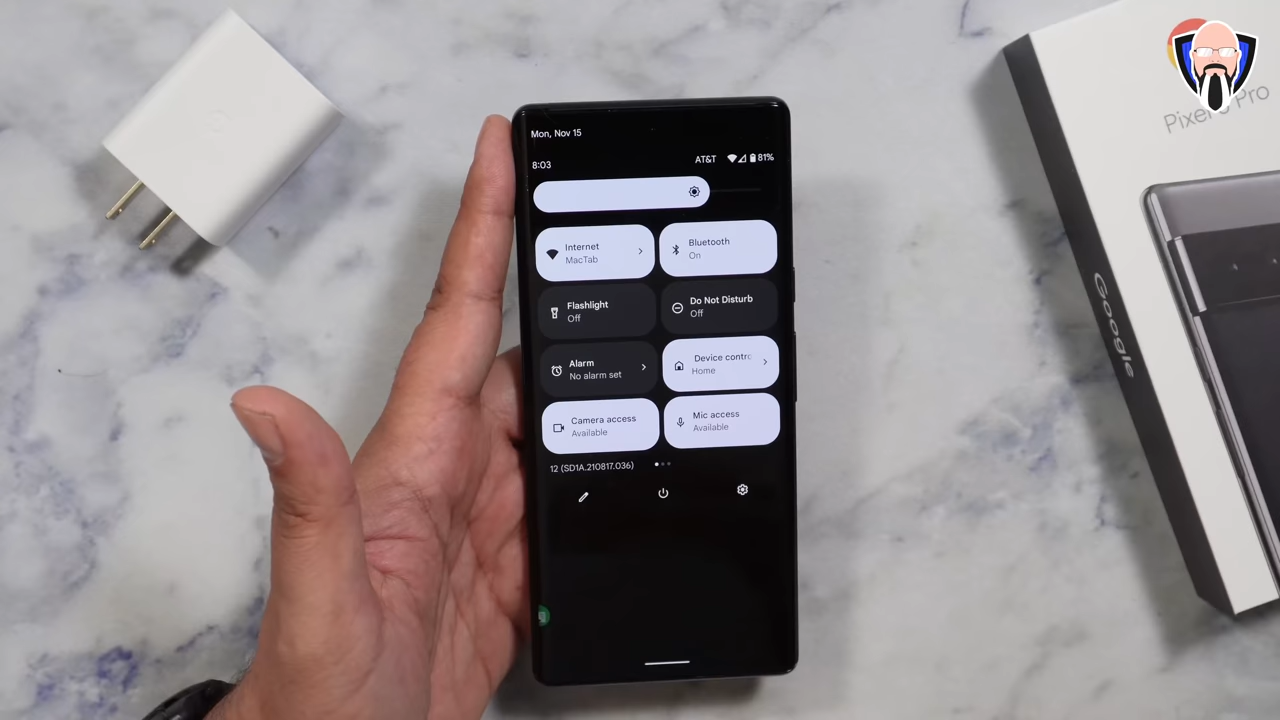 Mon, Nov 15
8:03
AT&T
81%
Internet
MacTab
Bluetooth
On
Flashlight
Off
Do Not Disturb
Off
Alarm
No alarm set
Device contro
Home
Camera access
Available
Mic access
Available
12 (SD1A.210817.036)
Pro
Google